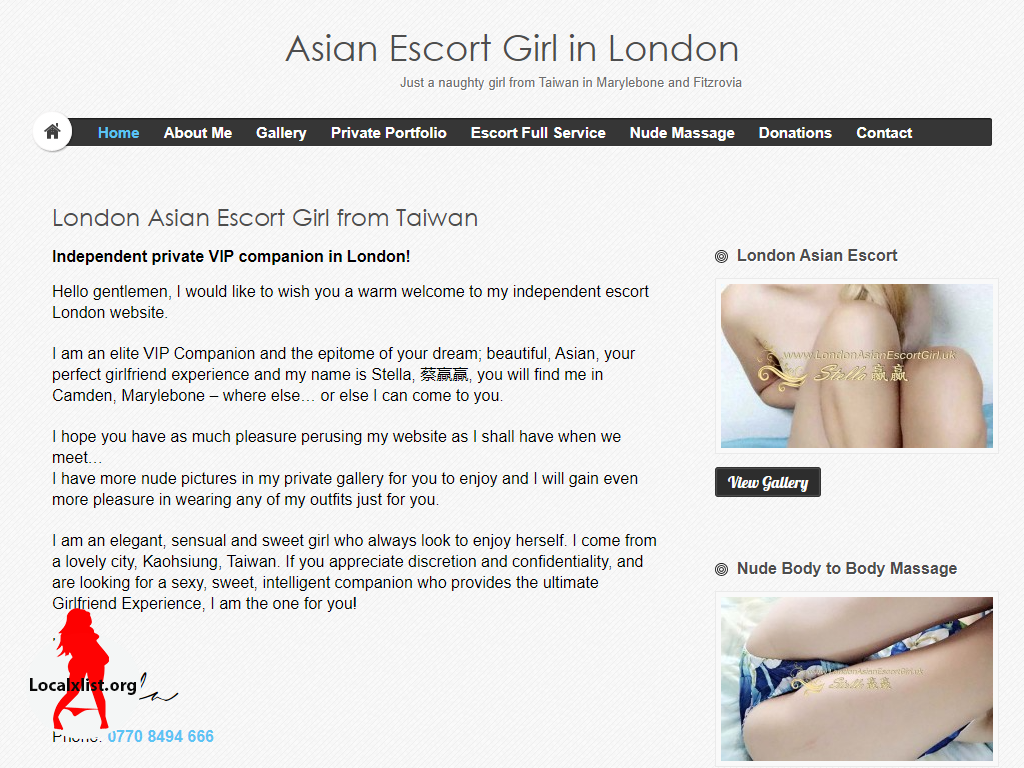 Asian Escort Girl in London
Just a naughty girl from Taiwan in Marylebone and Fitzrovia
Home About Me Gallery Private Portfolio Escort Full Service Nude Massage Donations Contact
London Asian Escort Girl from Taiwan
Independent private VIP companion in London!
Hello gentlemen, I would like to wish you a warm welcome to my independent escort
London website.
I am an elite VIP Companion and the epitome of your dream; beautiful, Asian, your
perfect girlfriend experience and my name is Stella, 蔡赢赢, you will find me in
Camden, Marylebone – where else… or else I can come to you.
I hope you have as much pleasure perusing my website as I shall have when we
meet…
I have more nude pictures in my private gallery for you to enjoy and I will gain even
more pleasure in wearing any of my outfits just for you.
I am an elegant, sensual and sweet girl who always look to enjoy herself. I come from
a lovely city, Kaohsiung, Taiwan. If you appreciate discretion and confidentiality, and
are looking for a sexy, sweet, intelligent companion who provides the ultimate
Girlfriend Experience, I am the one for you!
Localxlist.org
Phone: 0770 8494 666
London Asian Escort
www.LondonAsianEscortGirl.uk
Stella 赢赢
View Gallery
Nude Body to Body Massage
www.LondonAsianEscortGirl.uk
Stella 赢赢